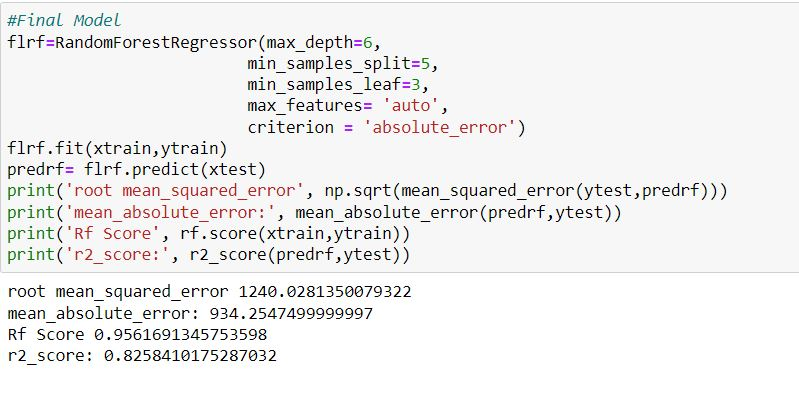 #Final Model
flrf=RandomForestRegressor(max_depth=6,
min_samples_split=5,
min_samples_leaf=3,
max_features= 'auto',
criterion = 'absolute_error')
flrf.fit(xtrain,ytrain)
predrf= flrf.predict(xtest)
print('root mean_squared_error', np.sqrt(mean_squared_error(ytest,predrf)))
print('mean_absolute_error:', mean_absolute_error(predrf,ytest))
print('Rf Score', rf.score(xtrain,ytrain))
print('r2_score:', r2_score(predrf,ytest))
root mean_squared_error 1240.0281350079322
mean_absolute_error: 934.2547499999997
Rf Score 0.9561691345753598
r2_score: 0.8258410175287032